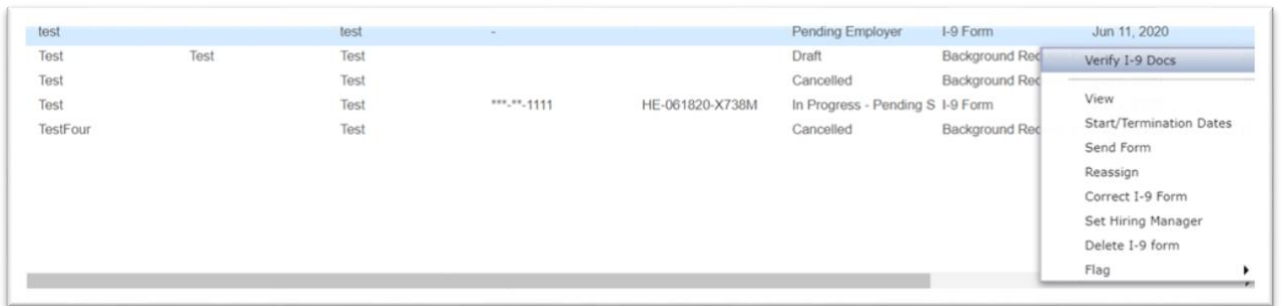 test test - Pending Employer I-9 Form Jun 11, 2020
Test Test Test Draft Background Rec
Test Test Cancelled Background Rec
Test Test ***-**-1111 HE-061820-X738M In Progress - Pending S I-9 Form
TestFour Test Cancelled Background Rec
Verify I-9 Docs
View
Start/Termination Dates
Send Form
Reassign
Correct I-9 Form
Set Hiring Manager
Delete I-9 form
Flag